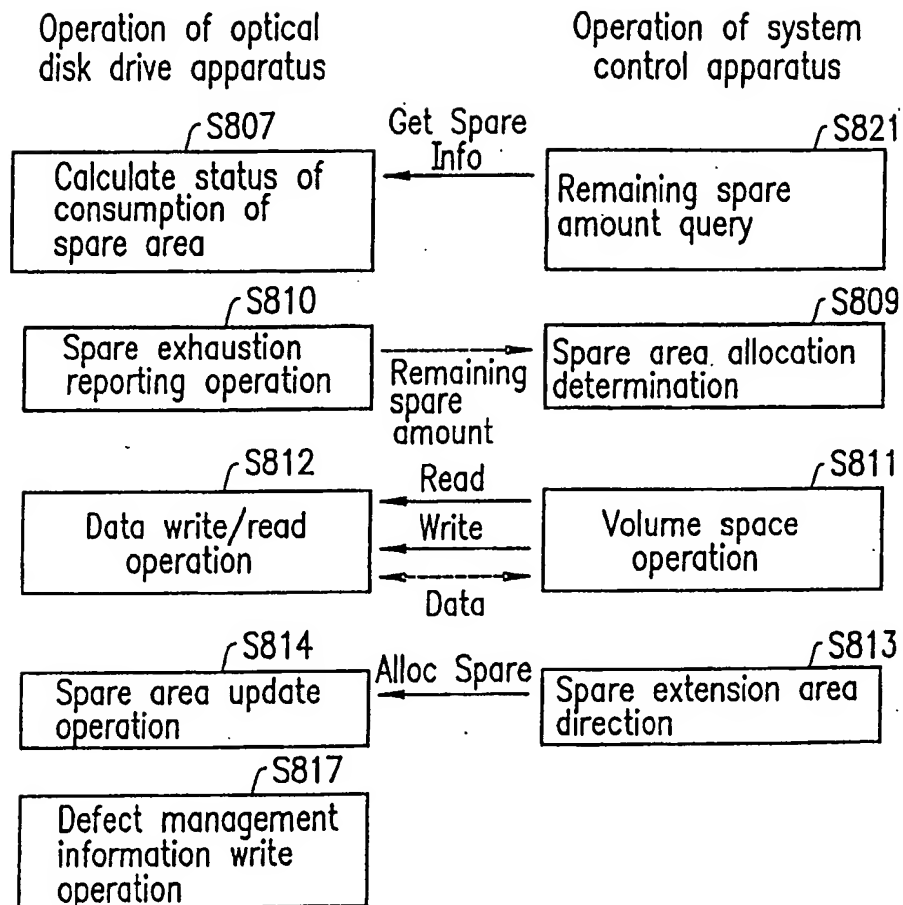 Operation of optical
disk drive apparatus
Operation of system
control apparatus
S807
Get Spare
Info
S821
Calculate status of
consumption of
spare area
Remaining spare
amount query
S810
S809
Spare exhaustion
reporting operation
Remaining
spare
amount
Spare area allocation
determination
S812
Read
S811
Data write/read
operation
Write
Data
Volume space
operation
S814
Alloc Spare
S813
Spare area update
operation
Spare extension area
direction
S817
Defect management
information write
operation